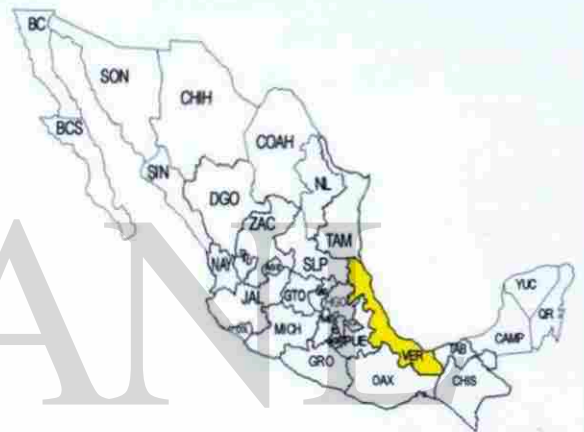 BC
SON
CHIH
BCS
COAH
SIN
NL
DGO
ZAC
TAM
NAY
SLP
YUC
QR
JAL
GTO
HGO
CAMP
MICH
PUE
VER
TAB
GRO
OAX
CHIS